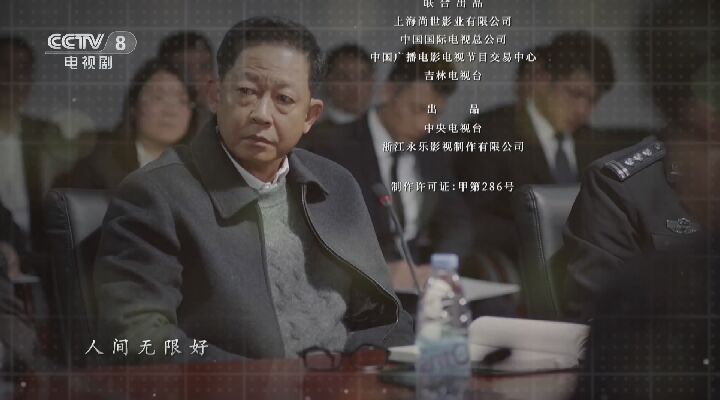 CCTV 8
电视剧
联合出品
上海尚世影业有限公司
中国国际电视总公司
中国广播电影电视节目交易中心
吉林电视台
出 品
中央电视台
浙江永乐影视制作有限公司
制作许可证:甲第286号
人间无限好